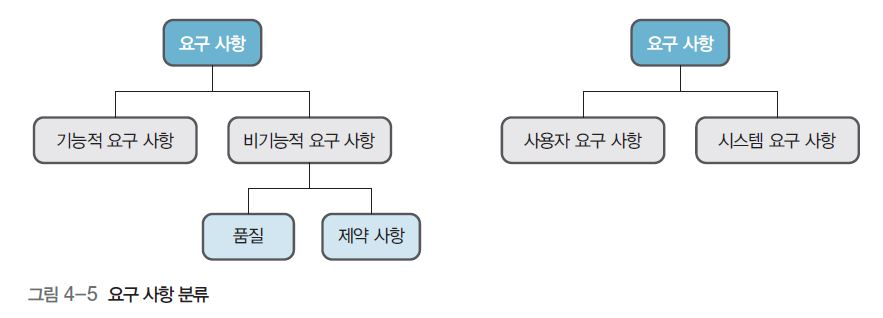 요구 사항
요구 사항
기능적 요구 사항
비기능적 요구 사항
사용자 요구 사항
시스템 요구 사항
품질
제약 사항
그림 4-5 요구 사항 분류